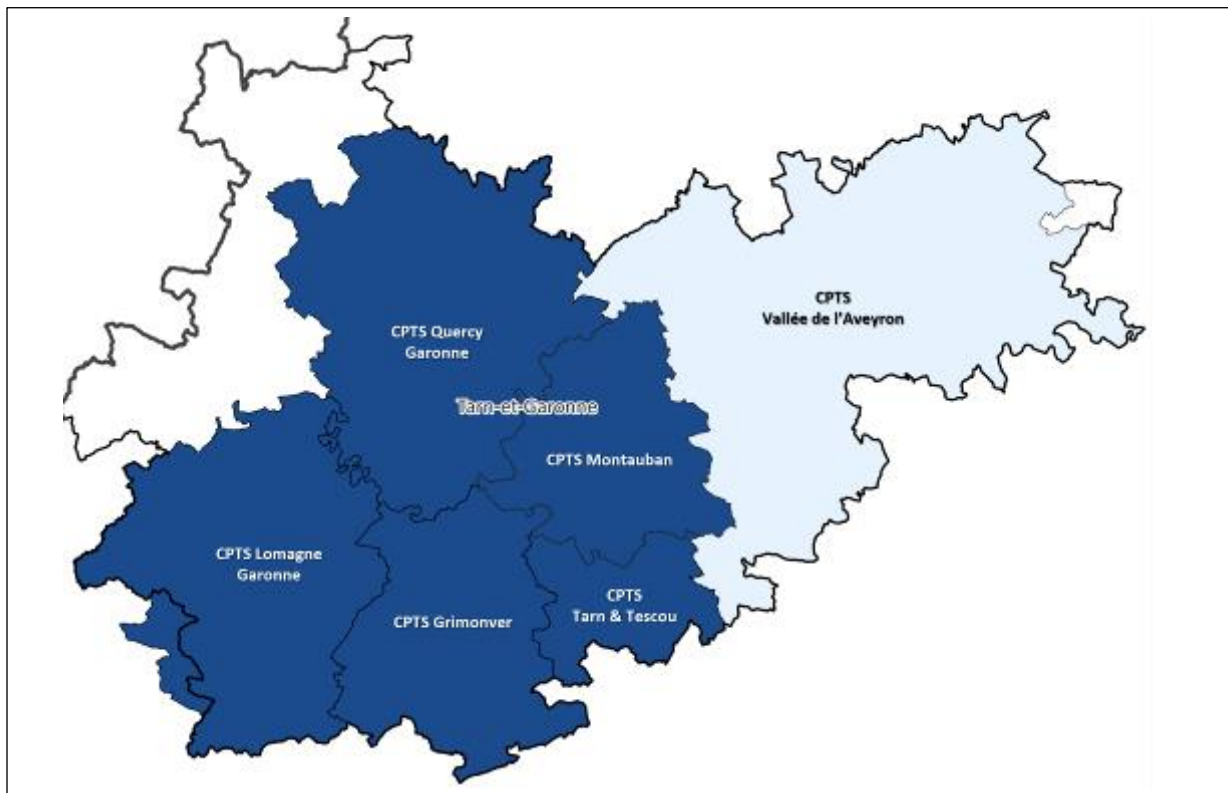 CPTS
Vallée de l'Aveyron
CPTS Quercy
Garonne
Tarn-et-Garonne
CPTS Montauban
CPTS Lomagne
Garonne
CPTS
Tarn & Tescou
CPTS Grimonver